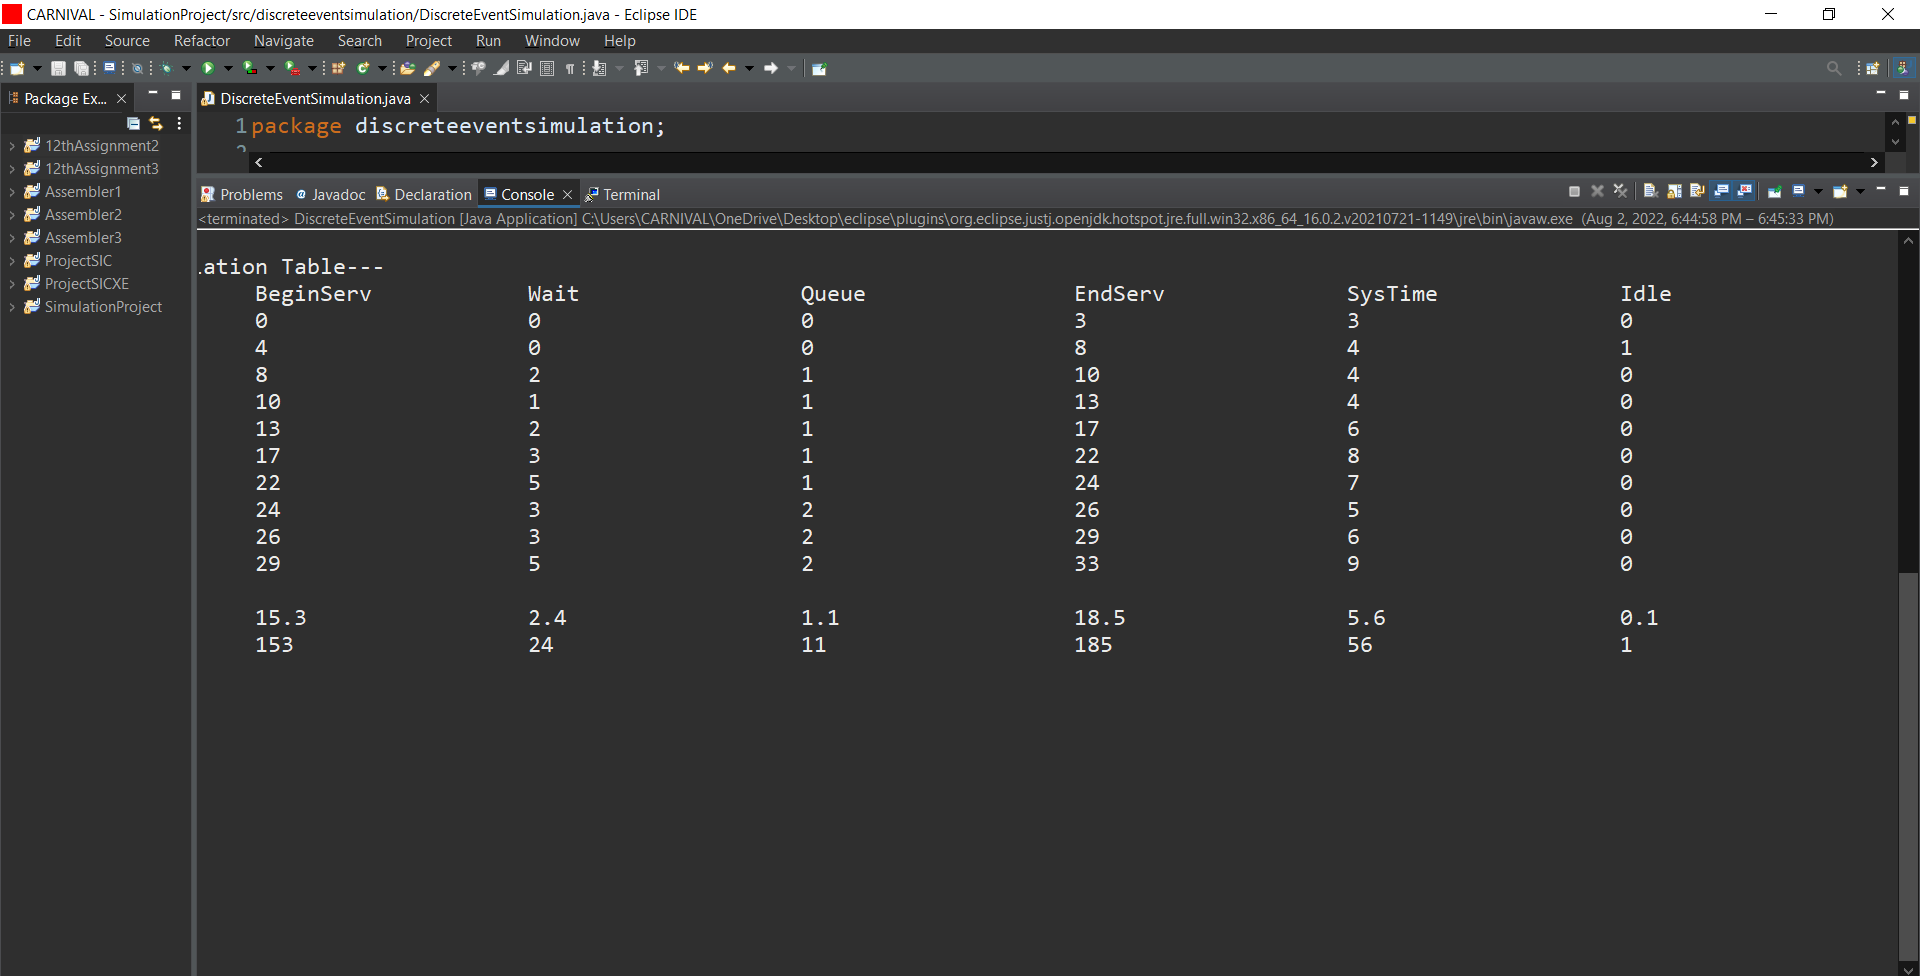 CARNIVAL - SimulationProject/src/discreteeventsimulation/DiscreteEventSimulation.java - Eclipse IDE
File Edit Source Refactor Navigate Search Project Run Window Help
Package Ex... DiscreteEventSimulation.java
1 package discreteeventsimulation;
12thAssignment2
12thAssignment3
Assembler1
Assembler2
Assembler3
ProjectSIC
ProjectSICXE
SimulationProject
Problems Javadoc Declaration Console Terminal
<terminated> DiscreteEventSimulation [Java Application] C:\Users\CARNIVAL\OneDrive\Desktop\eclipse\plugins\org.eclipse.justj.openjdk.hotspot.jre.full.win32.x86_64_16.0.2.v20210721-1149\jre\bin\javaw.exe (Aug 2, 2022, 6:44:58 PM – 6:45:33 PM)
ation Table---
BeginServ Wait Queue EndServ SysTime Idle
0 0 0 3 3 0
4 0 0 8 4 1
8 2 1 10 4 0
10 1 1 13 4 0
13 2 1 17 6 0
17 3 1 22 8 0
22 5 1 24 7 0
24 3 2 26 5 0
26 3 2 29 6 0
29 5 2 33 9 0
15.3 2.4 1.1 18.5 5.6 0.1
153 24 11 185 56 1